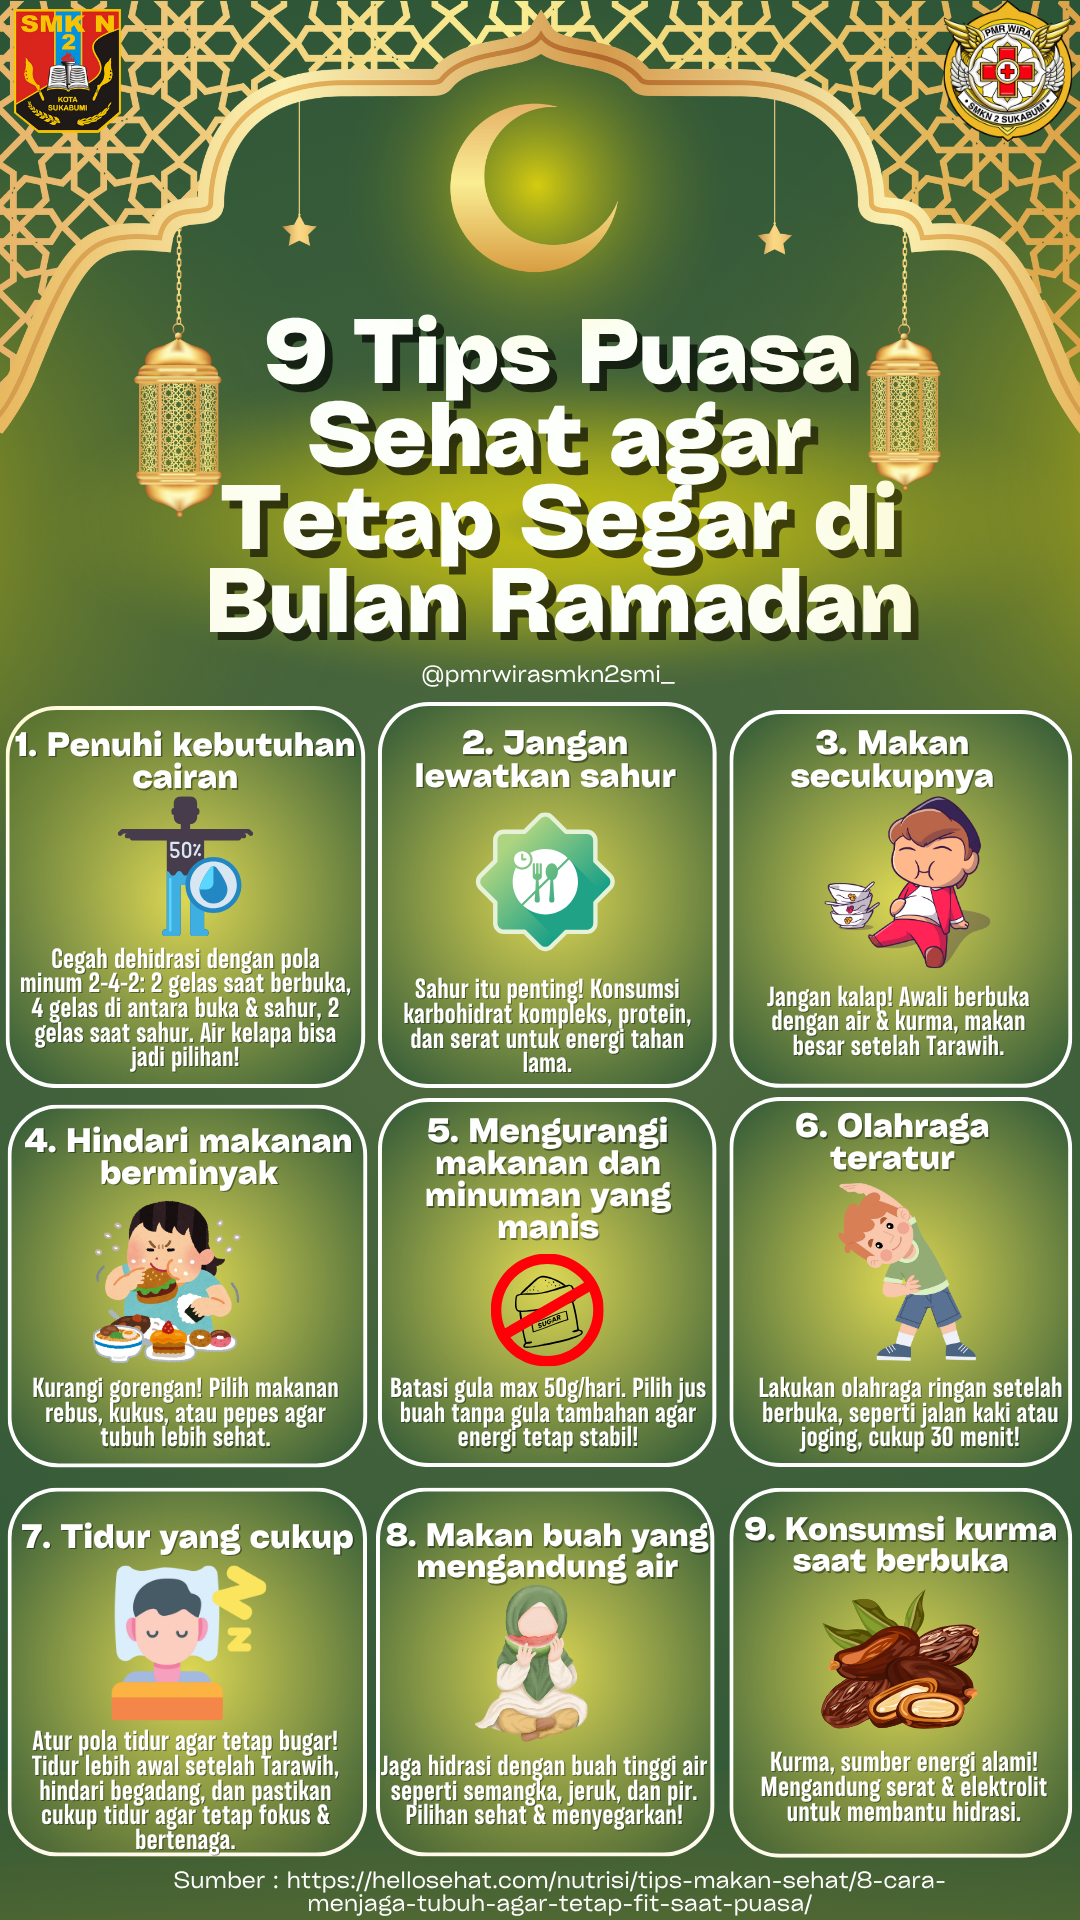 SMK N
2
KOTA
SUKABUMI
PMR WIRA
SMKN 2 SUKABUMI
9 Tips Puasa
Sehat agar
Tetap Segar di
Bulan Ramadan
@pmrwirasmkn2smi_
1. Penuhi kebutuhan
cairan
50%
Cegah dehidrasi dengan pola
minum 2-4-2: 2 gelas saat berbuka,
4 gelas di antara buka & sahur, 2
gelas saat sahur. Air kelapa bisa
jadi pilihan!
2. Jangan
lewatkan sahur
Sahur itu penting! Konsumsi
karbohidrat kompleks, protein,
dan serat untuk energi tahan
lama.
3. Makan
secukupnya
Jangan kalap! Awali berbuka
dengan air & kurma, makan
besar setelah Tarawih.
4. Hindari makanan
berminyak
Kurangi gorengan! Pilih makanan
rebus, kukus, atau pepes agar
tubuh lebih sehat.
5. Mengurangi
makanan dan
minuman yang
manis
SUGAR
Batasi gula max 50g/hari. Pilih jus
buah tanpa gula tambahan agar
energi tetap stabil!
6. Olahraga
teratur
Lakukan olahraga ringan setelah
berbuka, seperti jalan kaki atau
joging, cukup 30 menit!
7. Tidur yang cukup
Z
Z
Atur pola tidur agar tetap bugar!
Tidur lebih awal setelah Tarawih,
hindari begadang, dan pastikan
cukup tidur agar tetap fokus &
bertenaga.
8. Makan buah yang
mengandung air
Jaga hidrasi dengan buah tinggi air
seperti semangka, jeruk, dan pir.
Pilihan sehat & menyegarkan!
9. Konsumsi kurma
saat berbuka
Kurma, sumber energi alami!
Mengandung serat & elektrolit
untuk membantu hidrasi.
Sumber : https://hellosehat.com/nutrisi/tips-makan-sehat/8-cara-
menjaga-tubuh-agar-tetap-fit-saat-puasa/